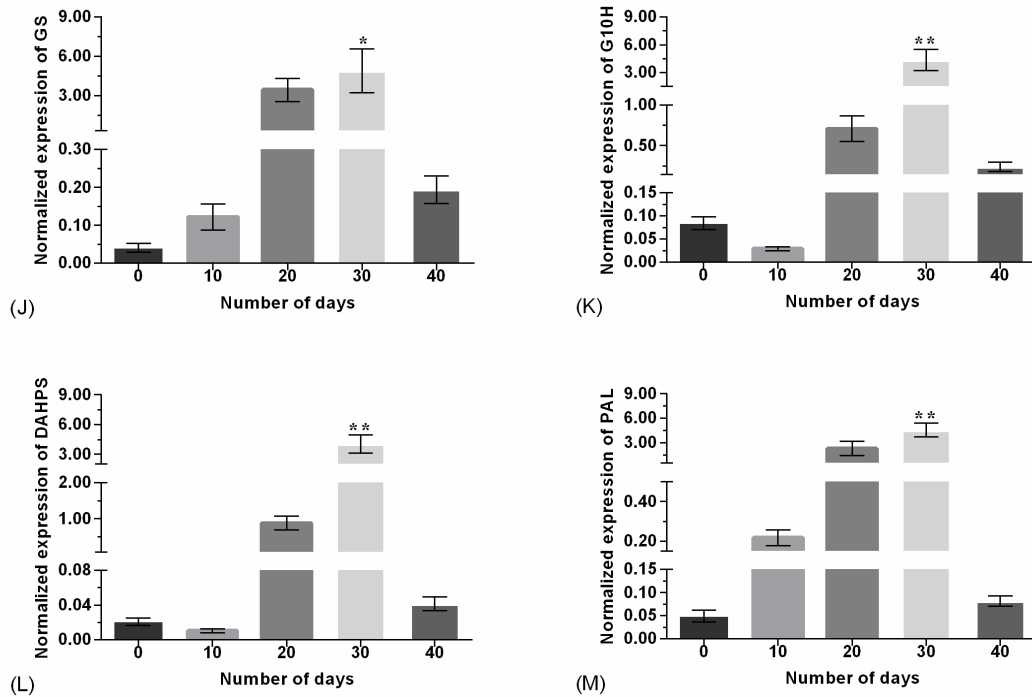 Normalized expression of GS
9.00
6.00
3.00
0.30
0.20
0.10
0.00
*
0 10 20 30 40
Number of days
(J)
Normalized expression of G10H
9.00
6.00
3.00
1.00
0.50
0.15
0.10
0.05
0.00
**
0 10 20 30 40
Number of days
(K)
Normalized expression of DAHPS
9.00
6.00
3.00
2.00
1.00
0.08
0.04
0.00
**
0 10 20 30 40
Number of days
(L)
Normalized expression of PAL
9.00
6.00
3.00
0.40
0.20
0.15
0.10
0.05
0.00
**
0 10 20 30 40
Number of days
(M)